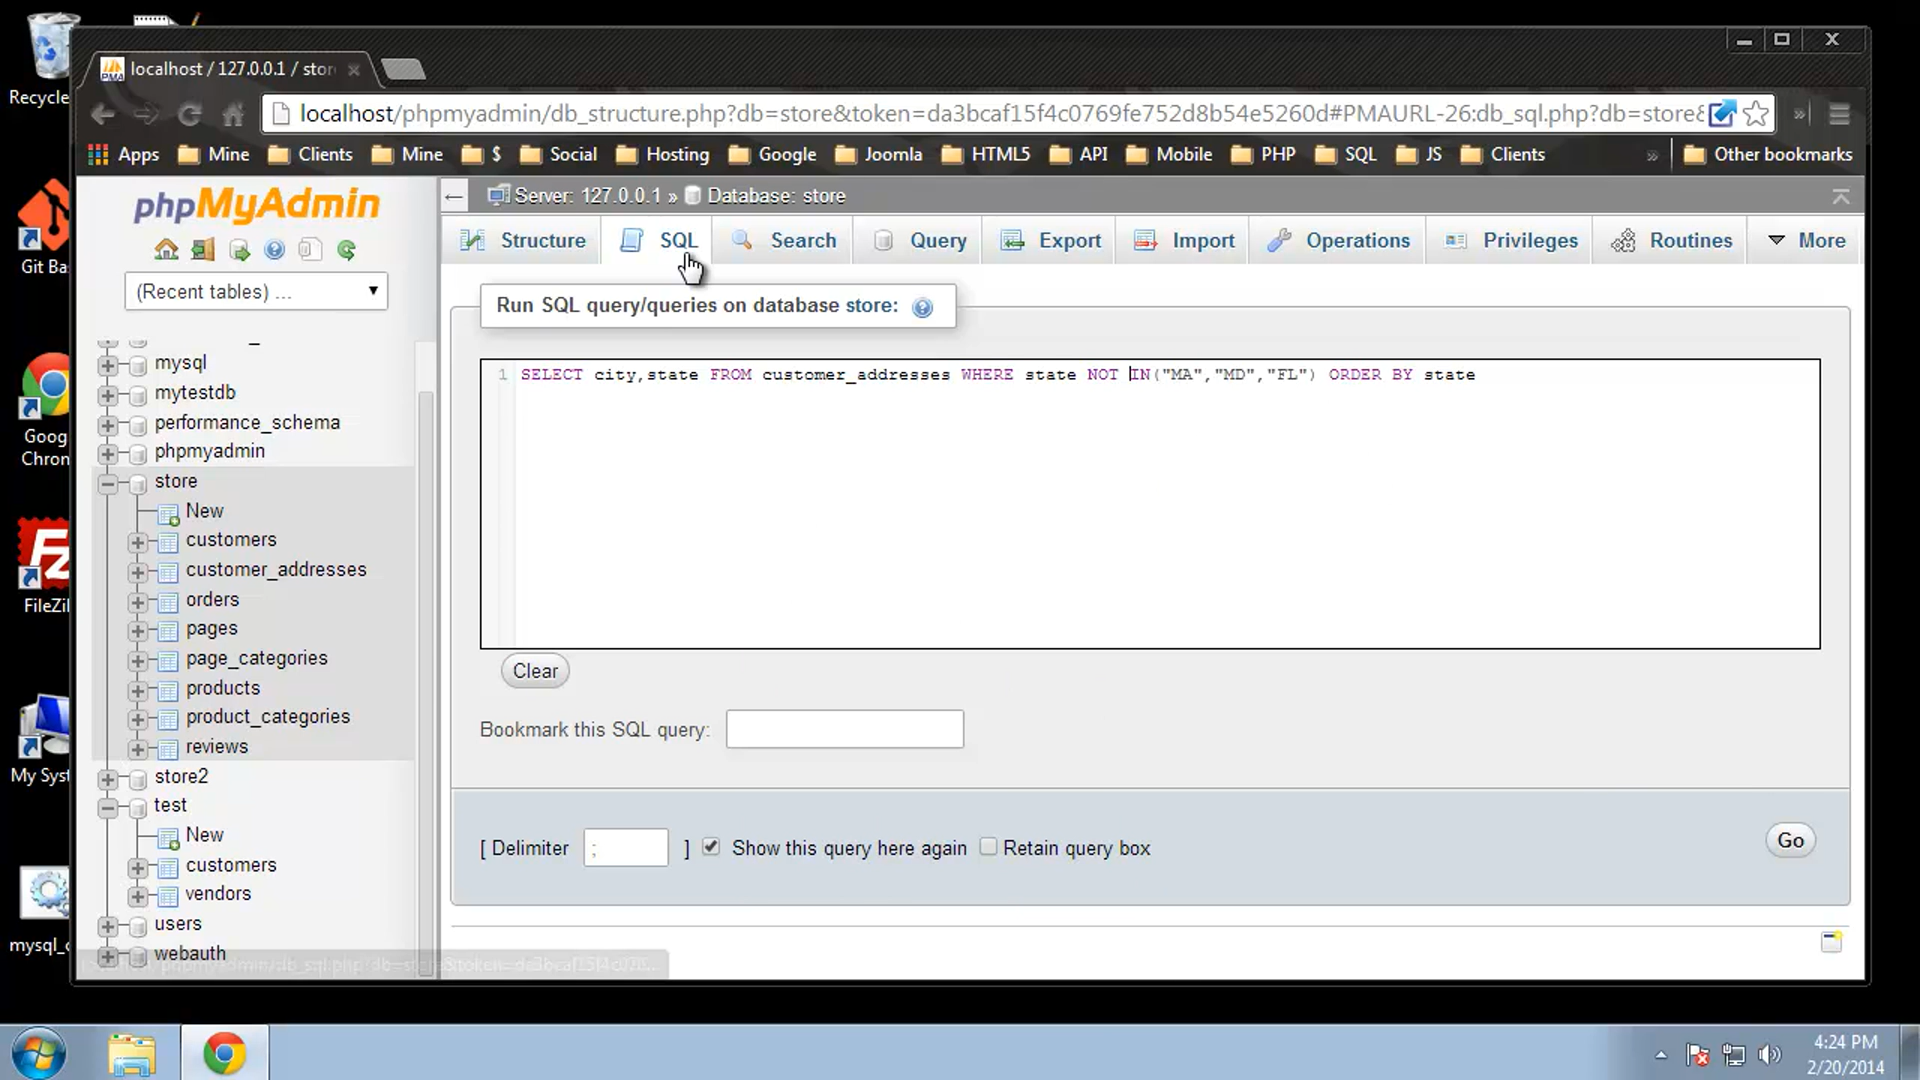 Recycle
localhost / 127.0.0.1 / stor
localhost/phpmyadmin/db_structure.php?db=store&token=da3bcaf15f4c0769fe752d8b54e5260d#PMAURL-26:db_sql.php?db=store&
Apps Mine Clients Mine $ Social Hosting Google Joomla HTML5 API Mobile PHP SQL JS Clients » Other bookmarks
phpMyAdmin
Server: 127.0.0.1 » Database: store
Structure SQL Search Query Export Import Operations Privileges Routines More
(Recent tables) ...
Run SQL query/queries on database store:
1 SELECT city,state FROM customer_addresses WHERE state NOT IN("MA","MD","FL") ORDER BY state
mysql
mytestdb
performance_schema
phpmyadmin
store
New
customers
customer_addresses
orders
pages
page_categories
products
product_categories
reviews
store2
test
New
customers
vendors
users
webauth
Clear
Bookmark this SQL query:
[ Delimiter ; ] Show this query here again Retain query box
Go
Git Ba
Goog
Chron
FileZil
My Syst
mysql_c
4:24 PM
2/20/2014